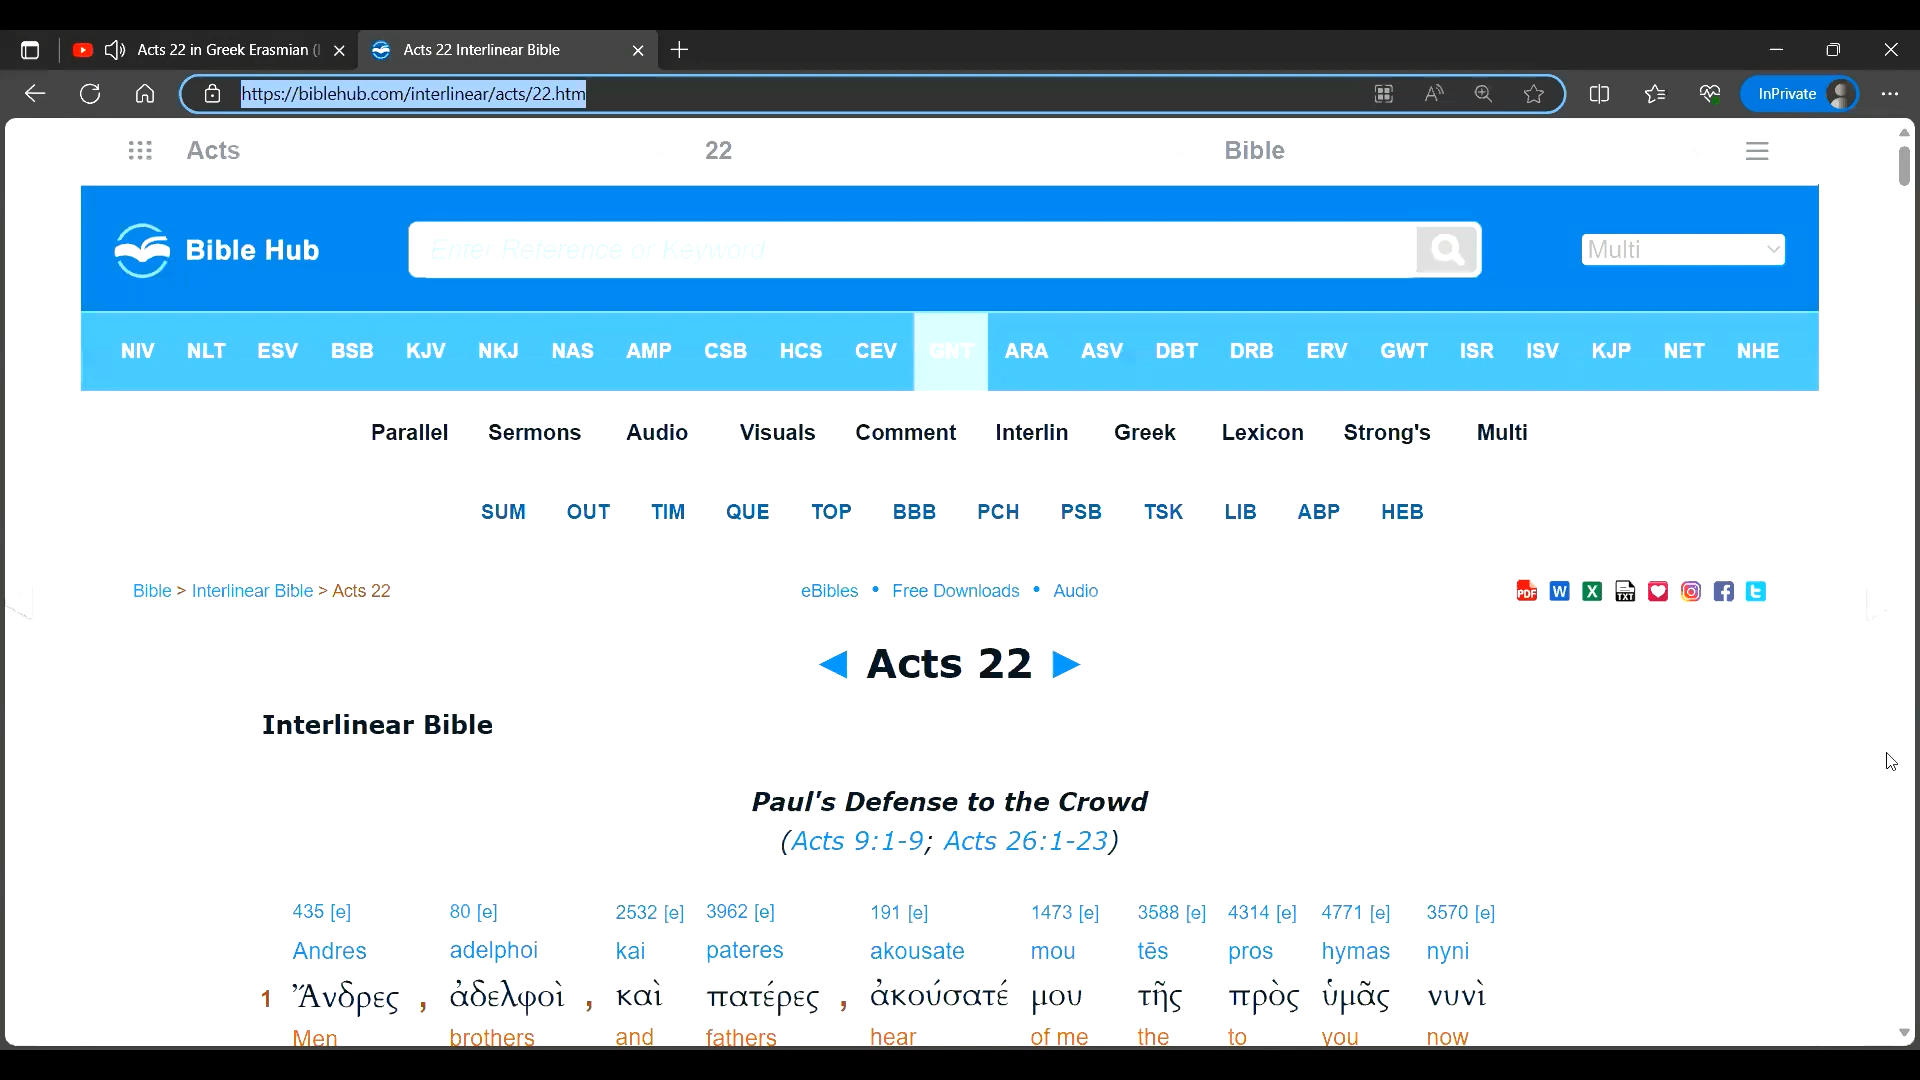 Acts 22 in Greek Erasmian (
Acts 22 Interlinear Bible
https://biblehub.com/interlinear/acts/22.htm
InPrivate
Acts 22 Bible
Bible Hub Enter Reference or Keyword Multi
NIV NLT ESV BSB KJV NKJ NAS AMP CSB HCS CEV GNT ARA ASV DBT DRB ERV GWT ISR ISV KJP NET NHE
Parallel Sermons Audio Visuals Comment Interlin Greek Lexicon Strong's Multi
SUM OUT TIM QUE TOP BBB PCH PSB TSK LIB ABP HEB
Bible > Interlinear Bible > Acts 22 eBibles • Free Downloads • Audio PDF W X TXT
◄ Acts 22 ►
Interlinear Bible
Paul's Defense to the Crowd
(Acts 9:1-9; Acts 26:1-23)
435 [e] 80 [e] 2532 [e] 3962 [e] 191 [e] 1473 [e] 3588 [e] 4314 [e] 4771 [e] 3570 [e]
Andres adelphoi kai pateres akousate mou tēs pros hymas nyni
1 Ἄνδρες , ἀδελφοὶ , καὶ πατέρες , ἀκούσατέ μου τῆς πρὸς ὑμᾶς νυνὶ
Men brothers and fathers hear of me the to you now